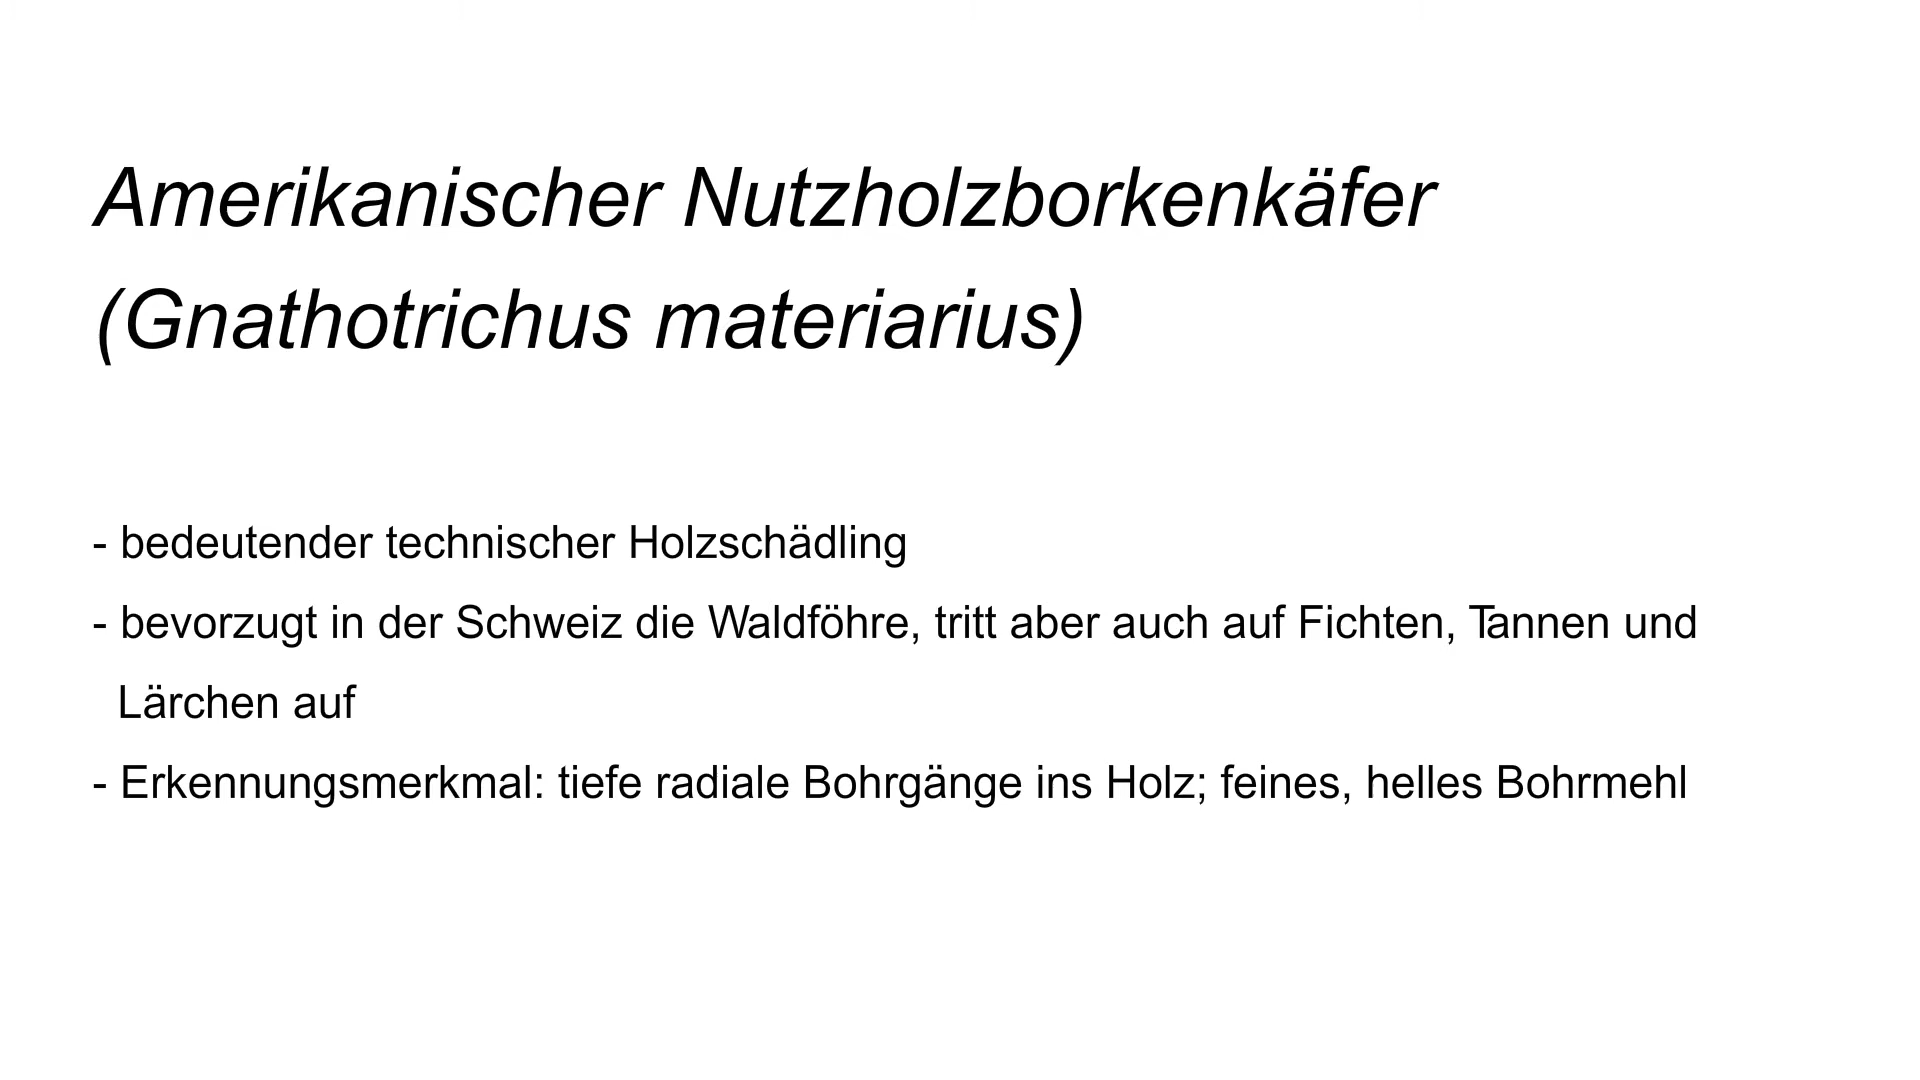 Amerikanischer Nutzholzborkenkäfer
(Gnathotrichus materiarius)
- bedeutender technischer Holzschädling
- bevorzugt in der Schweiz die Waldföhre, tritt aber auch auf Fichten, Tannen und
Lärchen auf
- Erkennungsmerkmal: tiefe radiale Bohrgänge ins Holz; feines, helles Bohrmehl